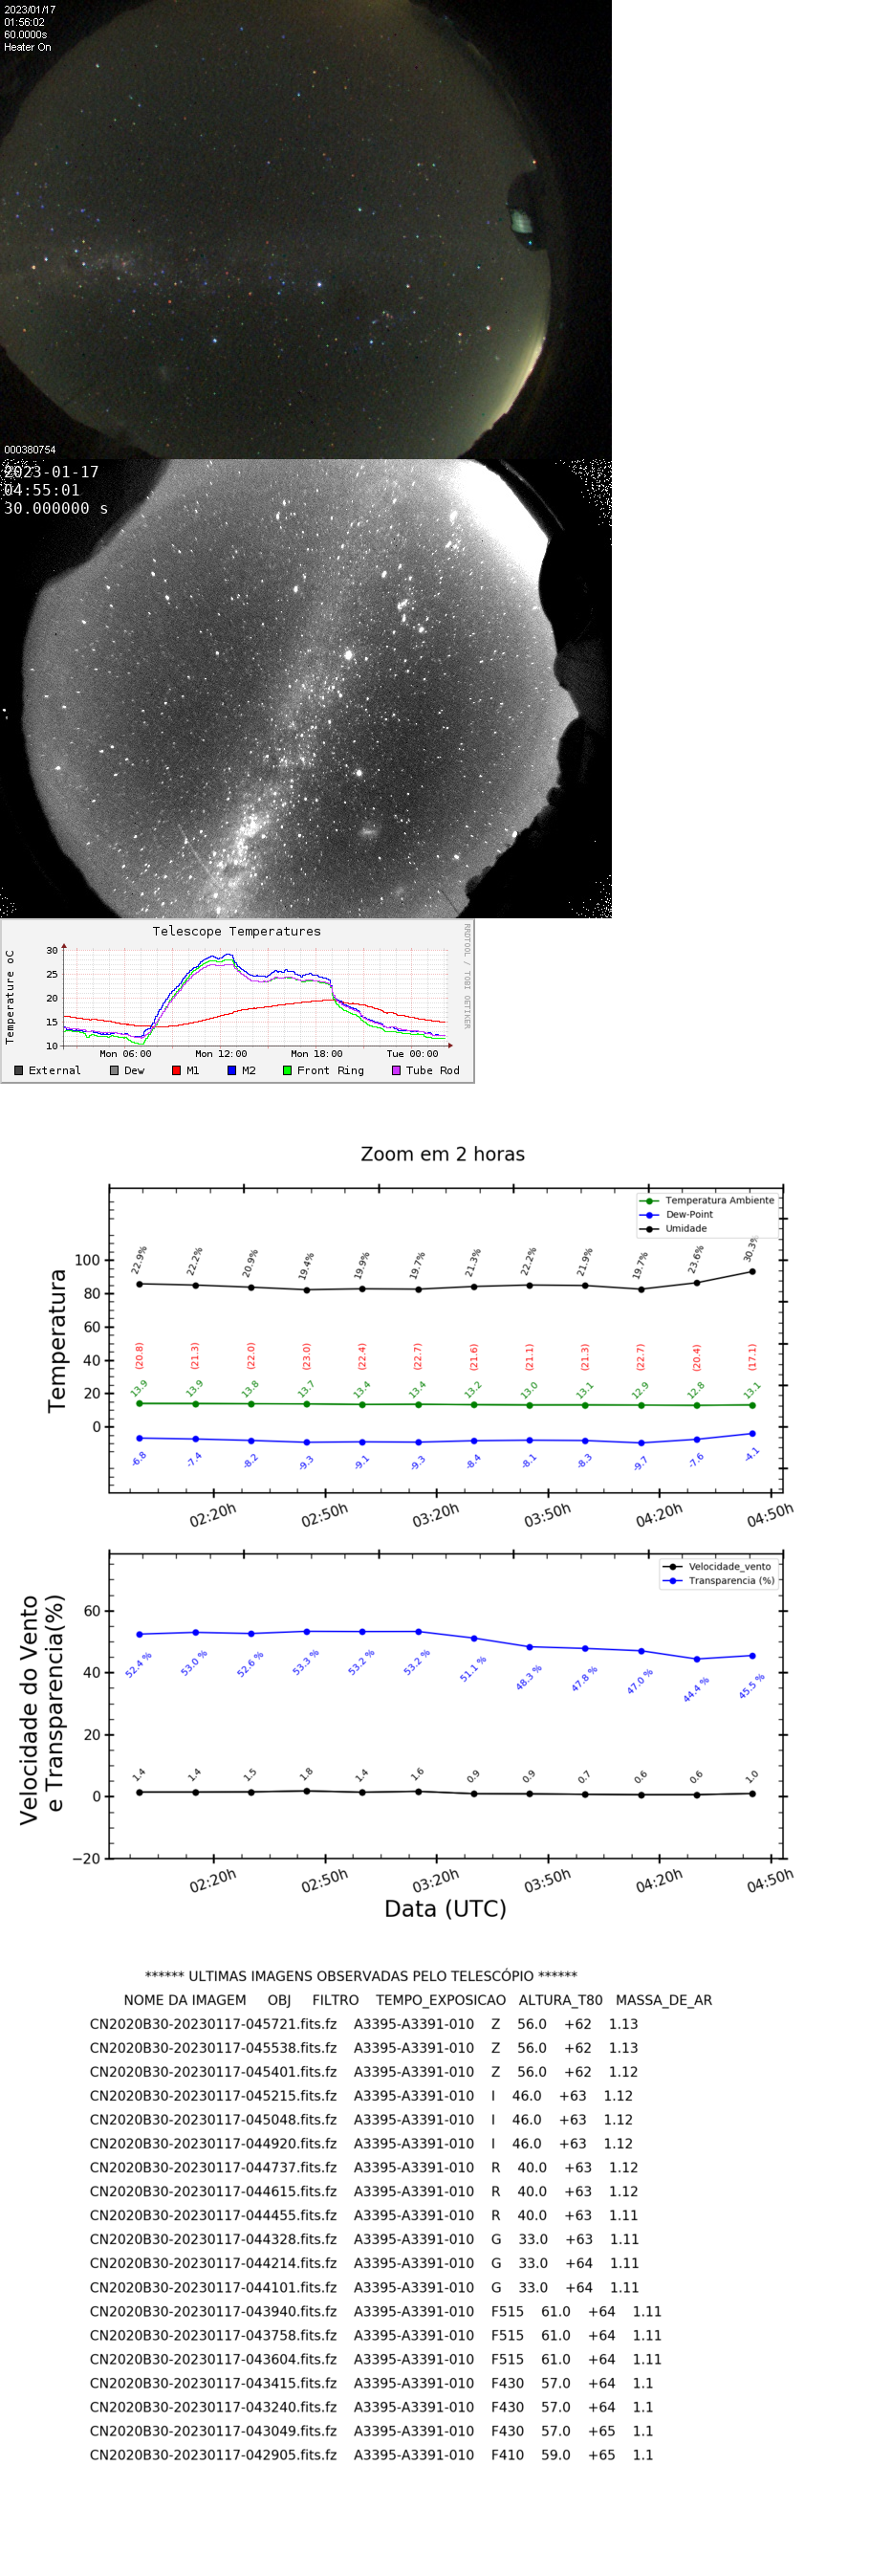 2023/01/17
01:56:02
60.0000s
Heater On
000380754
2023-01-17
04:55:01
30.000000 s
Telescope Temperatures
RRDTOOL / TOBI OETIKER
Temperature oC
30
25
20
15
10
Mon 06:00 Mon 12:00 Mon 18:00 Tue 00:00
External Dew M1 M2 Front Ring Tube Rod
Zoom em 2 horas
Temperatura Ambiente
Dew-Point
Umidade
Temperatura
100
80
60
40
20
0
22.9% 22.2% 20.9% 19.4% 19.9% 19.7% 21.3% 22.2% 21.9% 19.7% 23.6% 30.3%
(20.8) (21.3) (22.0) (23.0) (22.4) (22.7) (21.6) (21.1) (21.3) (22.7) (20.4) (17.1)
13.9 13.9 13.8 13.7 13.4 13.4 13.2 13.0 13.1 12.9 12.8 13.1
-6.8 -7.4 -8.2 -9.3 -9.1 -9.3 -8.4 -8.1 -8.3 -9.7 -7.6 -4.1
02:20h 02:50h 03:20h 03:50h 04:20h 04:50h
Velocidade_vento
Transparencia (%)
Velocidade do Vento
e Transparencia(%)
60
40
20
0
−20
52.4 % 53.0 % 52.6 % 53.3 % 53.2 % 53.2 % 51.1 % 48.3 % 47.8 % 47.0 % 44.4 % 45.5 %
1.4 1.4 1.5 1.8 1.4 1.6 0.9 0.9 0.7 0.6 0.6 1.0
02:20h 02:50h 03:20h 03:50h 04:20h 04:50h
Data (UTC)
****** ULTIMAS IMAGENS OBSERVADAS PELO TELESCÓPIO ******
NOME DA IMAGEM OBJ FILTRO TEMPO_EXPOSICAO ALTURA_T80 MASSA_DE_AR
CN2020B30-20230117-045721.fits.fz A3395-A3391-010 Z 56.0 +62 1.13
CN2020B30-20230117-045538.fits.fz A3395-A3391-010 Z 56.0 +62 1.13
CN2020B30-20230117-045401.fits.fz A3395-A3391-010 Z 56.0 +62 1.12
CN2020B30-20230117-045215.fits.fz A3395-A3391-010 I 46.0 +63 1.12
CN2020B30-20230117-045048.fits.fz A3395-A3391-010 I 46.0 +63 1.12
CN2020B30-20230117-044920.fits.fz A3395-A3391-010 I 46.0 +63 1.12
CN2020B30-20230117-044737.fits.fz A3395-A3391-010 R 40.0 +63 1.12
CN2020B30-20230117-044615.fits.fz A3395-A3391-010 R 40.0 +63 1.12
CN2020B30-20230117-044455.fits.fz A3395-A3391-010 R 40.0 +63 1.11
CN2020B30-20230117-044328.fits.fz A3395-A3391-010 G 33.0 +63 1.11
CN2020B30-20230117-044214.fits.fz A3395-A3391-010 G 33.0 +64 1.11
CN2020B30-20230117-044101.fits.fz A3395-A3391-010 G 33.0 +64 1.11
CN2020B30-20230117-043940.fits.fz A3395-A3391-010 F515 61.0 +64 1.11
CN2020B30-20230117-043758.fits.fz A3395-A3391-010 F515 61.0 +64 1.11
CN2020B30-20230117-043604.fits.fz A3395-A3391-010 F515 61.0 +64 1.11
CN2020B30-20230117-043415.fits.fz A3395-A3391-010 F430 57.0 +64 1.1
CN2020B30-20230117-043240.fits.fz A3395-A3391-010 F430 57.0 +64 1.1
CN2020B30-20230117-043049.fits.fz A3395-A3391-010 F430 57.0 +65 1.1
CN2020B30-20230117-042905.fits.fz A3395-A3391-010 F410 59.0 +65 1.1